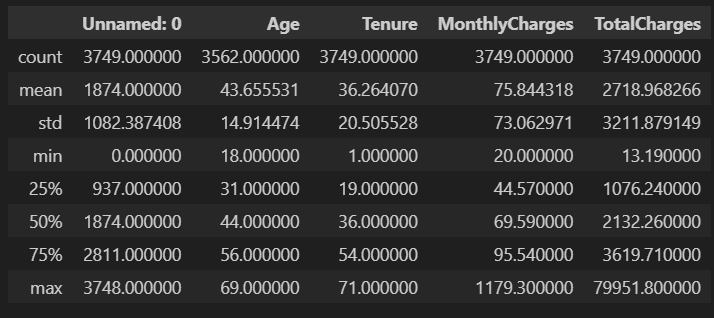 Unnamed: 0 Age Tenure MonthlyCharges TotalCharges
count 3749.000000 3562.000000 3749.000000 3749.000000 3749.000000
mean 1874.000000 43.655531 36.264070 75.844318 2718.968266
std 1082.387408 14.914474 20.505528 73.062971 3211.879149
min 0.000000 18.000000 1.000000 20.000000 13.190000
25% 937.000000 31.000000 19.000000 44.570000 1076.240000
50% 1874.000000 44.000000 36.000000 69.590000 2132.260000
75% 2811.000000 56.000000 54.000000 95.540000 3619.710000
max 3748.000000 69.000000 71.000000 1179.300000 79951.800000